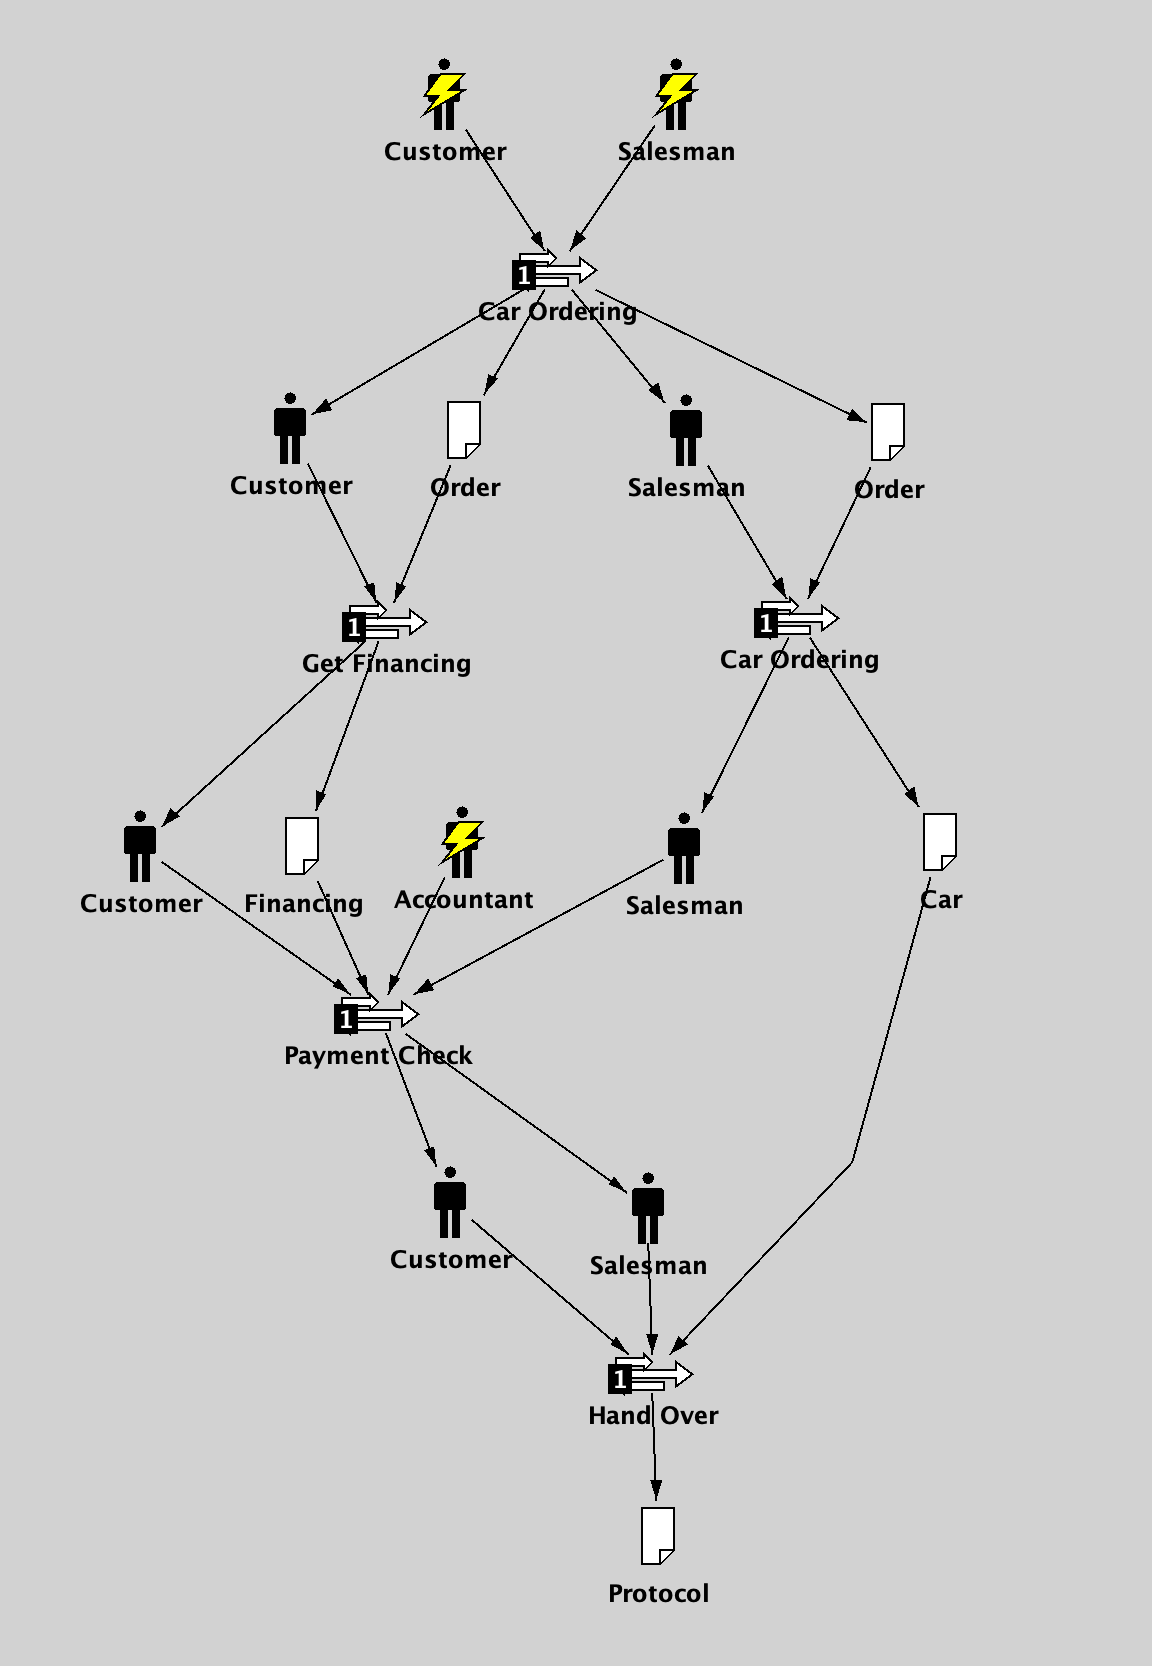 Customer
Salesman
1
Car Ordering
Customer
Order
Salesman
Order
1
Get Financing
1
Car Ordering
Customer
Financing
Accountant
Salesman
Car
1
Payment Check
Customer
Salesman
1
Hand Over
Protocol